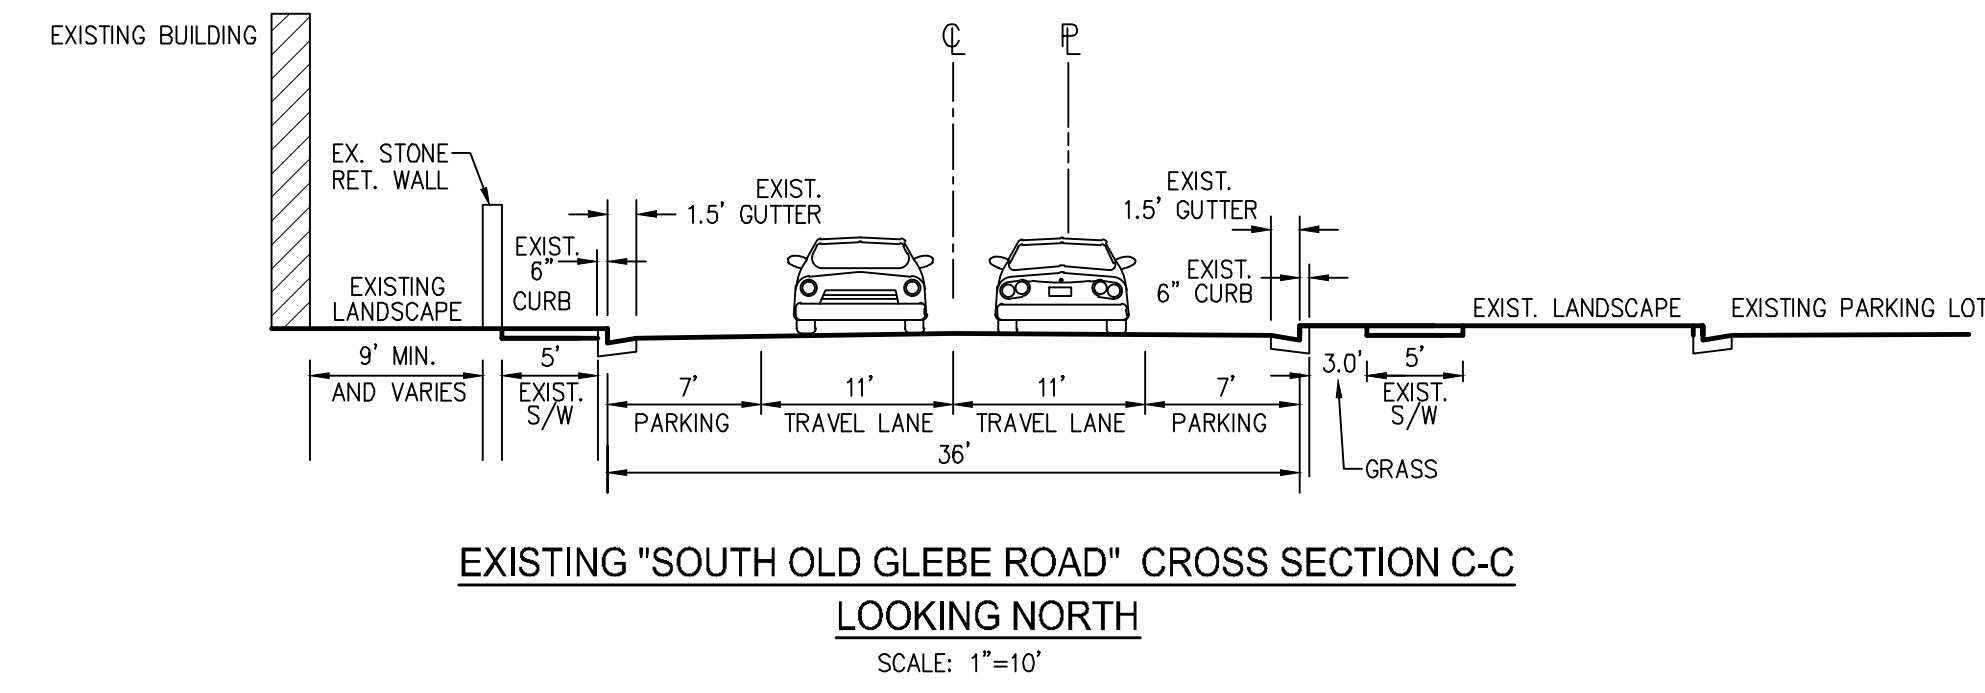 EXISTING BUILDING
℄
PL
EX. STONE
RET. WALL
EXIST.
1.5' GUTTER
EXIST.
1.5' GUTTER
EXIST.
6"
CURB
EXIST.
6" CURB
EXISTING
LANDSCAPE
EXIST. LANDSCAPE
EXISTING PARKING LOT
9' MIN.
AND VARIES
5'
EXIST.
S/W
7'
PARKING
11'
TRAVEL LANE
11'
TRAVEL LANE
7'
PARKING
3.0'
5'
EXIST.
S/W
36'
GRASS
EXISTING "SOUTH OLD GLEBE ROAD" CROSS SECTION C-C
LOOKING NORTH
SCALE: 1"=10'